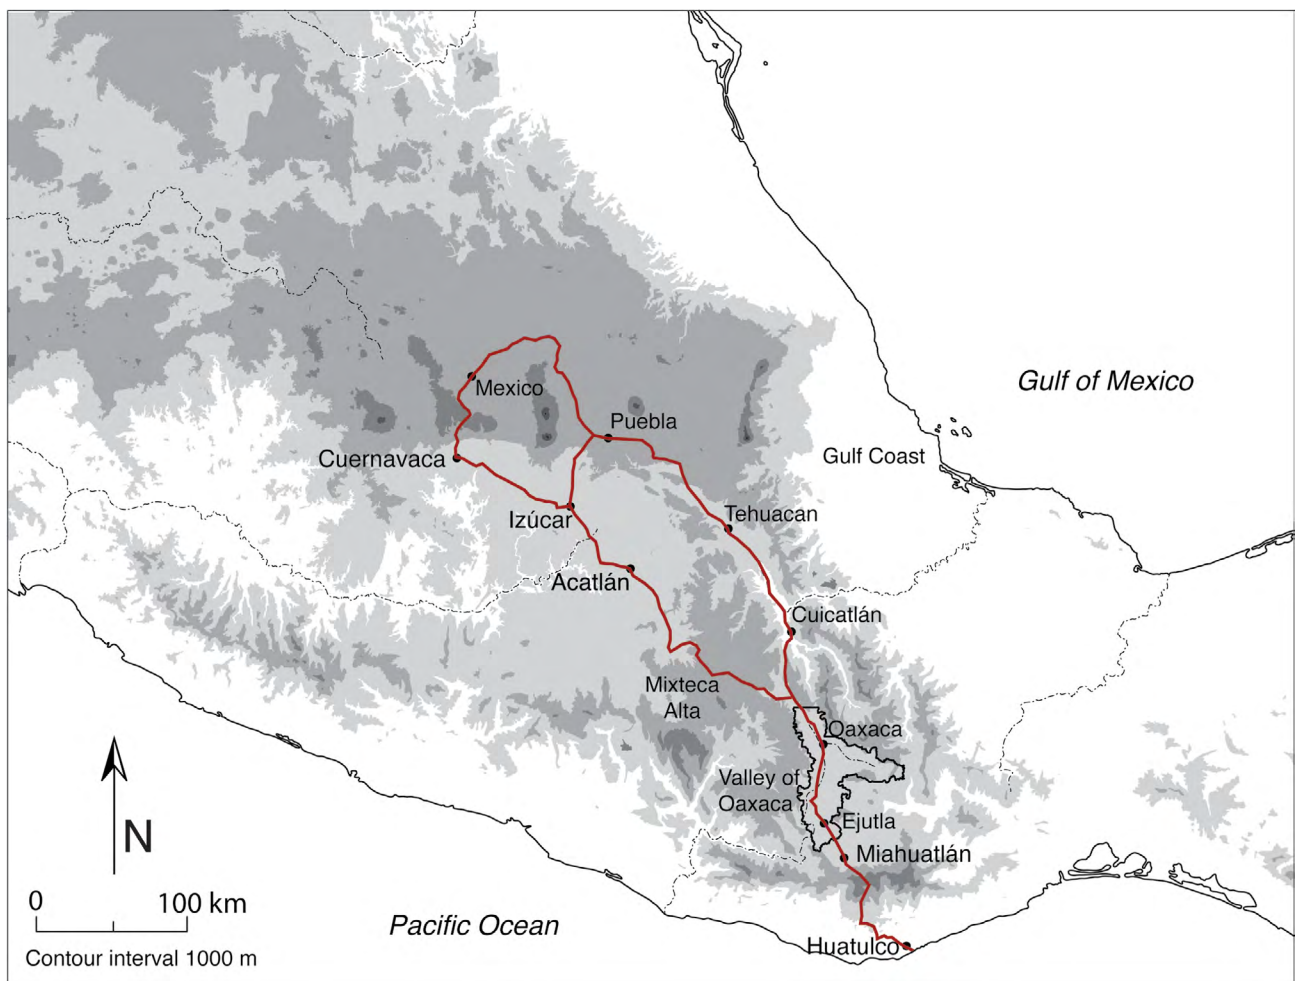 Gulf of Mexico
Mexico
Puebla
Cuernavaca
Gulf Coast
Izúcar
Tehuacan
Acatlán
Cuicatlán
Mixteca
Alta
Oaxaca
Valley of
Oaxaca
Ejutla
Miahuatlán
N
0 100 km
Pacific Ocean
Huatulco
Contour interval 1000 m